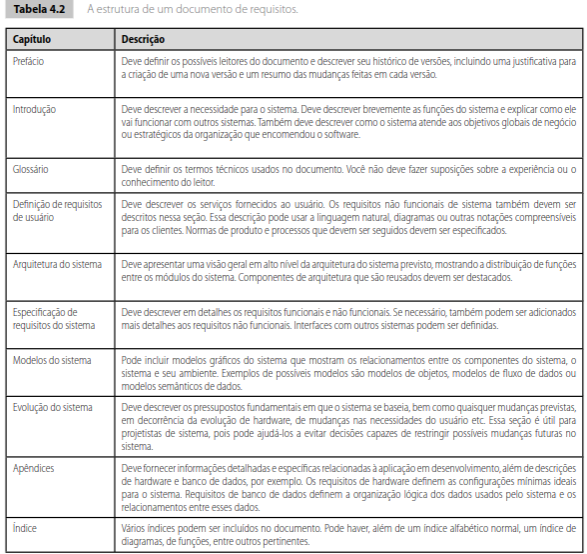 Tabela 4.2 A estrutura de um documento de requisitos.
Capítulo Descrição
Prefácio Deve definir os possíveis leitores do documento e descrever seu histórico de versões, incluindo uma justificativa para
a criação de uma nova versão e um resumo das mudanças feitas em cada versão.
Introdução Deve descrever a necessidade para o sistema. Deve descrever brevemente as funções do sistema e explicar como ele
vai funcionar com outros sistemas. Também deve descrever como o sistema atende aos objetivos globais de negócio
ou estratégicos da organização que encomendou o software.
Glossário Deve definir os termos técnicos usados no documento. Você não deve fazer suposições sobre a experiência ou o
conhecimento do leitor.
Definição de requisitos Deve descrever os serviços fornecidos ao usuário. Os requisitos não funcionais de sistema também devem ser
de usuário descritos nessa seção. Essa descrição pode usar a linguagem natural, diagramas ou outras notações compreensíveis
para os clientes. Normas de produto e processos que devem ser seguidos devem ser especificados.
Arquitetura do sistema Deve apresentar uma visão geral em alto nível da arquitetura do sistema previsto, mostrando a distribuição de funções
entre os módulos do sistema. Componentes de arquitetura que são reusados devem ser destacados.
Especificação de Deve descrever em detalhes os requisitos funcionais e não funcionais. Se necessário, também podem ser adicionados
requisitos do sistema mais detalhes aos requisitos não funcionais. Interfaces com outros sistemas podem ser definidas.
Modelos do sistema Pode incluir modelos gráficos do sistema que mostram os relacionamentos entre os componentes do sistema, o
sistema e seu ambiente. Exemplos de possíveis modelos são modelos de objetos, modelos de fluxo de dados ou
modelos semânticos de dados.
Evolução do sistema Deve descrever os pressupostos fundamentais em que o sistema se baseia, bem como quaisquer mudanças previstas,
em decorrência da evolução de hardware, de mudanças nas necessidades do usuário etc. Essa seção é útil para
projetistas de sistema, pois pode ajudá-los a evitar decisões capazes de restringir possíveis mudanças futuras no
sistema.
Apêndices Deve fornecer informações detalhadas e específicas relacionadas à aplicação em desenvolvimento, além de descrições
de hardware e banco de dados, por exemplo. Os requisitos de hardware definem as configurações mínimas ideais
para o sistema. Requisitos de banco de dados definem a organização lógica dos dados usados pelo sistema e os
relacionamentos entre esses dados.
Índice Vários índices podem ser incluídos no documento. Pode haver, além de um índice alfabético normal, um índice de
diagramas, de funções, entre outros pertinentes.